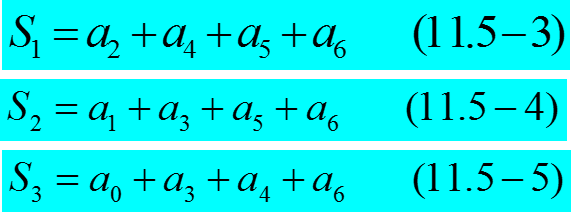 S₁ = a₂ + a₄ + a₅ + a₆ (11.5−3)
S₂ = a₁ + a₃ + a₅ + a₆ (11.5−4)
S₃ = a₀ + a₃ + a₄ + a₆ (11.5−5)